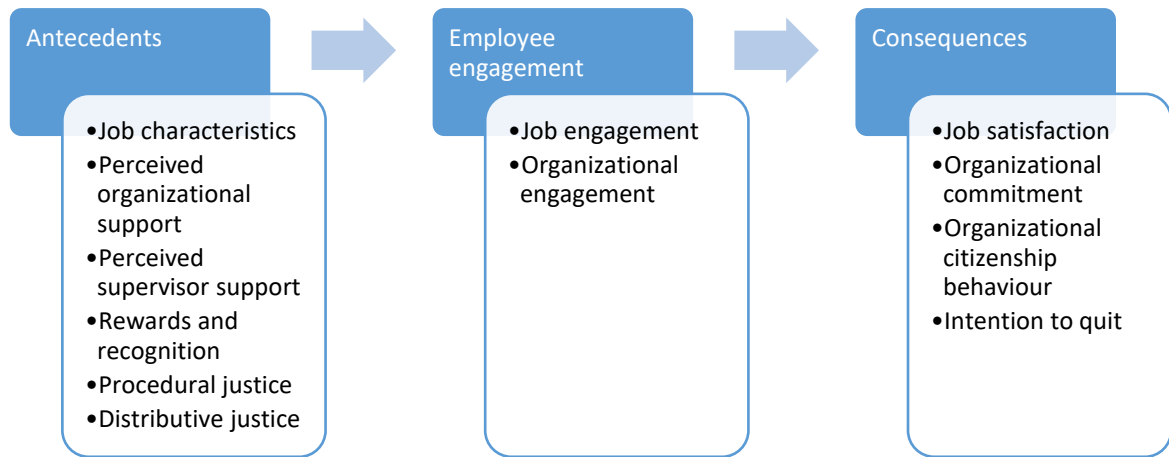 Antecedents
•Job characteristics
•Perceived
organizational
support
•Perceived
supervisor support
•Rewards and
recognition
•Procedural justice
•Distributive justice
Employee
engagement
•Job engagement
•Organizational
engagement
Consequences
•Job satisfaction
•Organizational
commitment
•Organizational
citizenship
behaviour
•Intention to quit